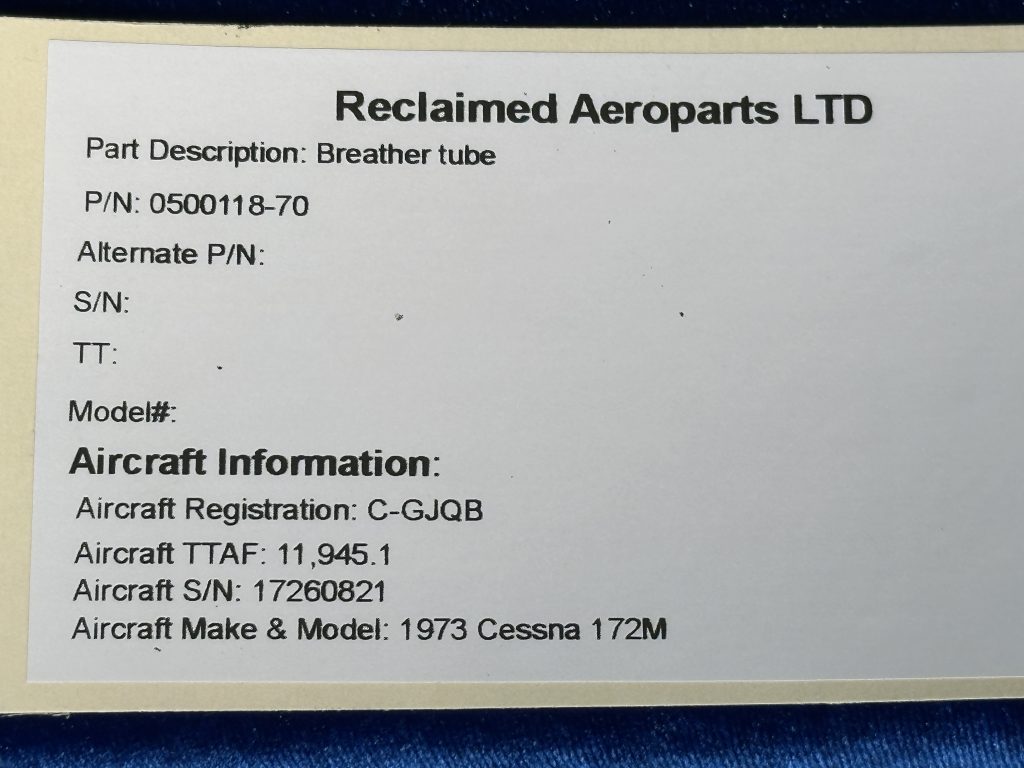 Reclaimed Aeroparts LTD
Part Description: Breather tube
P/N: 0500118-70
Alternate P/N:
S/N:
TT:
Model#:
Aircraft Information:
Aircraft Registration: C-GJQB
Aircraft TTAF: 11,945.1
Aircraft S/N: 17260821
Aircraft Make & Model: 1973 Cessna 172M